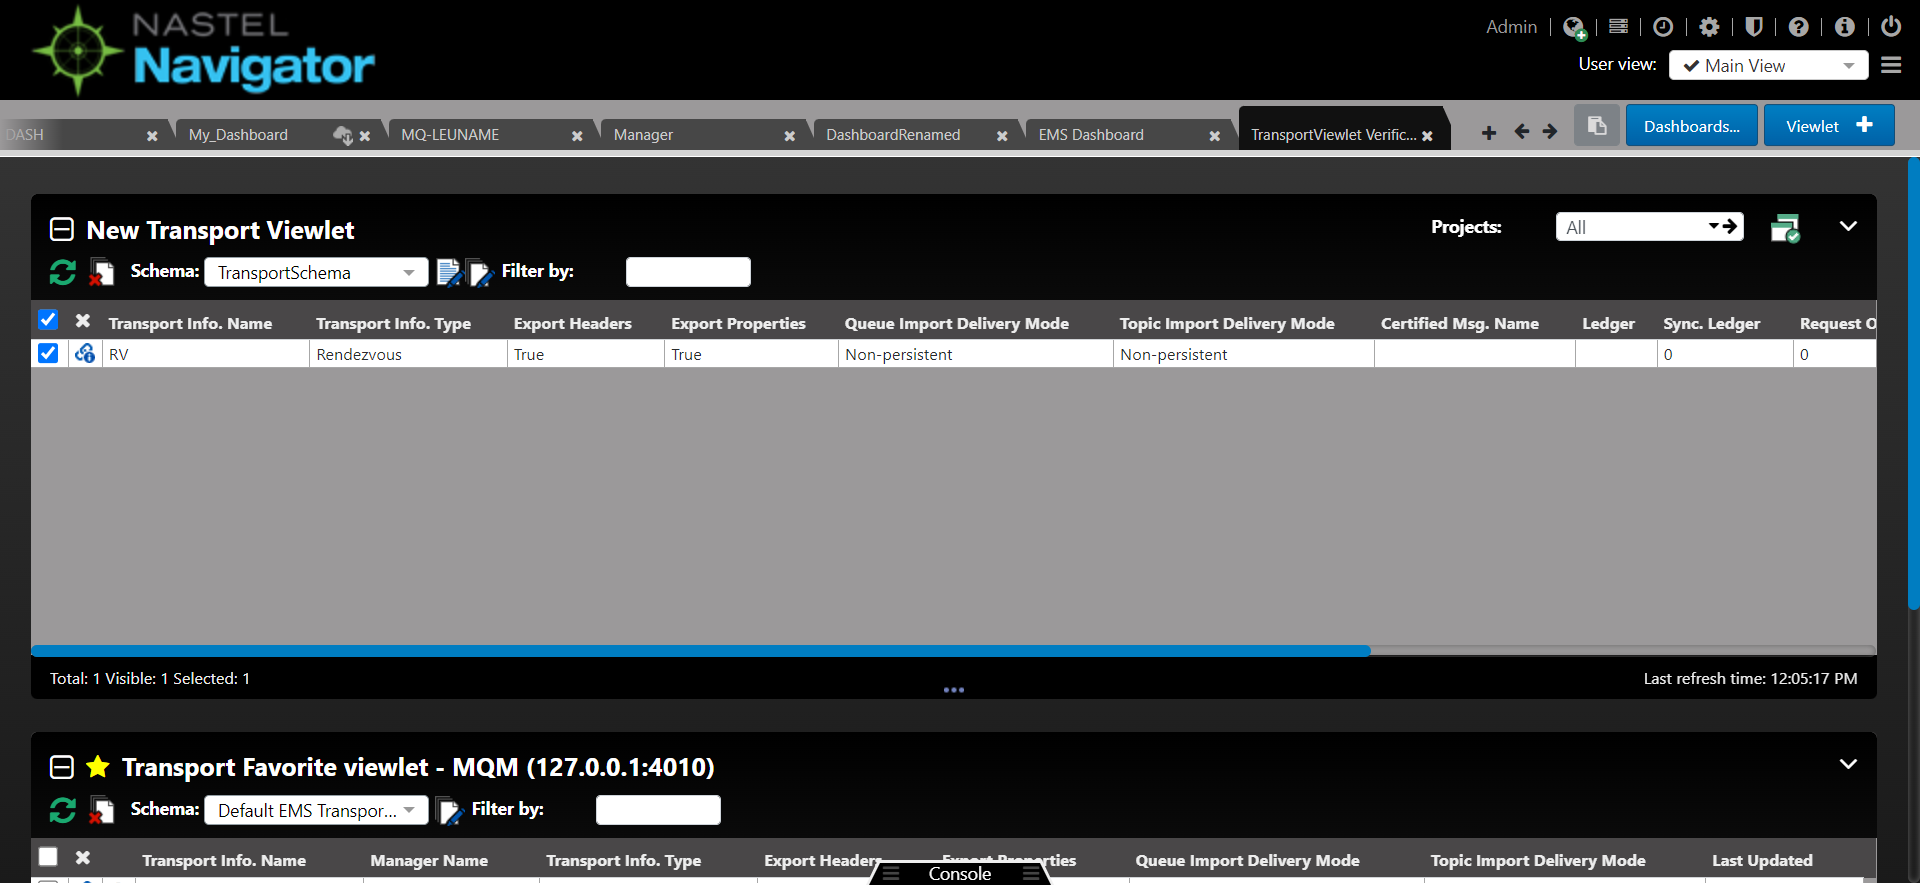 NASTEL
Navigator
Admin
User view:
Main View
DASH
My_Dashboard
MQ-LEUNAME
Manager
DashboardRenamed
EMS Dashboard
TransportViewlet Verific...
Dashboards...
Viewlet
New Transport Viewlet
Projects:
All
Schema:
TransportSchema
Filter by:
Transport Info. Name
Transport Info. Type
Export Headers
Export Properties
Queue Import Delivery Mode
Topic Import Delivery Mode
Certified Msg. Name
Ledger
Sync. Ledger
Request O
RV
Rendezvous
True
True
Non-persistent
Non-persistent
0
0
Total: 1 Visible: 1 Selected: 1
Last refresh time: 12:05:17 PM
Transport Favorite viewlet - MQM (127.0.0.1:4010)
Schema:
Default EMS Transpor...
Filter by:
Transport Info. Name
Manager Name
Transport Info. Type
Export Headers
Export Properties
Queue Import Delivery Mode
Topic Import Delivery Mode
Last Updated
Console